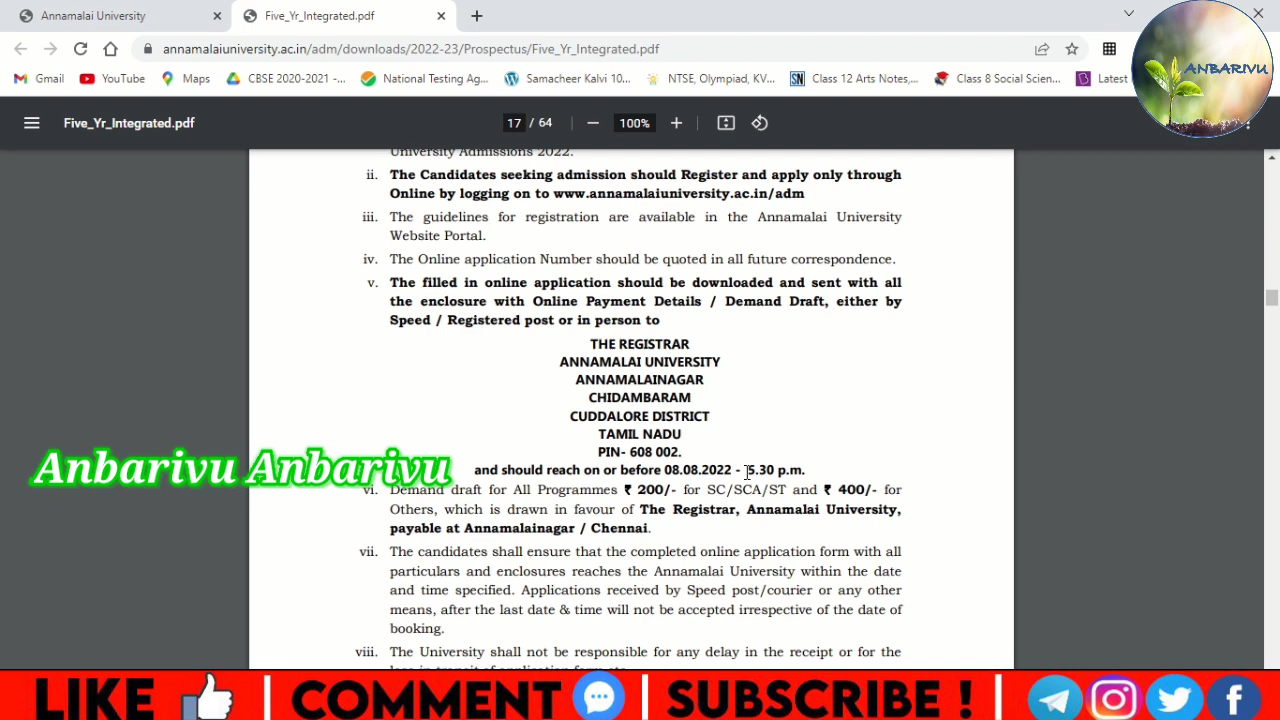 Annamalai University
Five_Yr_Integrated.pdf
annamalaiuniversity.ac.in/adm/downloads/2022-23/Prospectus/Five_Yr_Integrated.pdf
Gmail YouTube Maps CBSE 2020-2021 -... National Testing Ag... Samacheer Kalvi 10... NTSE, Olympiad, KV... SN Class 12 Arts Notes,... Class 8 Social Scien... Latest
ANBARIVU
Five_Yr_Integrated.pdf 17 / 64 100%
University Admissions 2022.
ii. The Candidates seeking admission should Register and apply only through
Online by logging on to www.annamalaiuniversity.ac.in/adm
iii. The guidelines for registration are available in the Annamalai University
Website Portal.
iv. The Online application Number should be quoted in all future correspondence.
v. The filled in online application should be downloaded and sent with all
the enclosure with Online Payment Details / Demand Draft, either by
Speed / Registered post or in person to
THE REGISTRAR
ANNAMALAI UNIVERSITY
ANNAMALAINAGAR
CHIDAMBARAM
CUDDALORE DISTRICT
TAMIL NADU
PIN- 608 002.
Anbarivu Anbarivu
and should reach on or before 08.08.2022 - 5.30 p.m.
vi. Demand draft for All Programmes ₹ 200/- for SC/SCA/ST and ₹ 400/- for
Others, which is drawn in favour of The Registrar, Annamalai University,
payable at Annamalainagar / Chennai.
vii. The candidates shall ensure that the completed online application form with all
particulars and enclosures reaches the Annamalai University within the date
and time specified. Applications received by Speed post/courier or any other
means, after the last date & time will not be accepted irrespective of the date of
booking.
viii. The University shall not be responsible for any delay in the receipt or for the
loss in transit of application form etc.
LIKE COMMENT SUBSCRIBE !